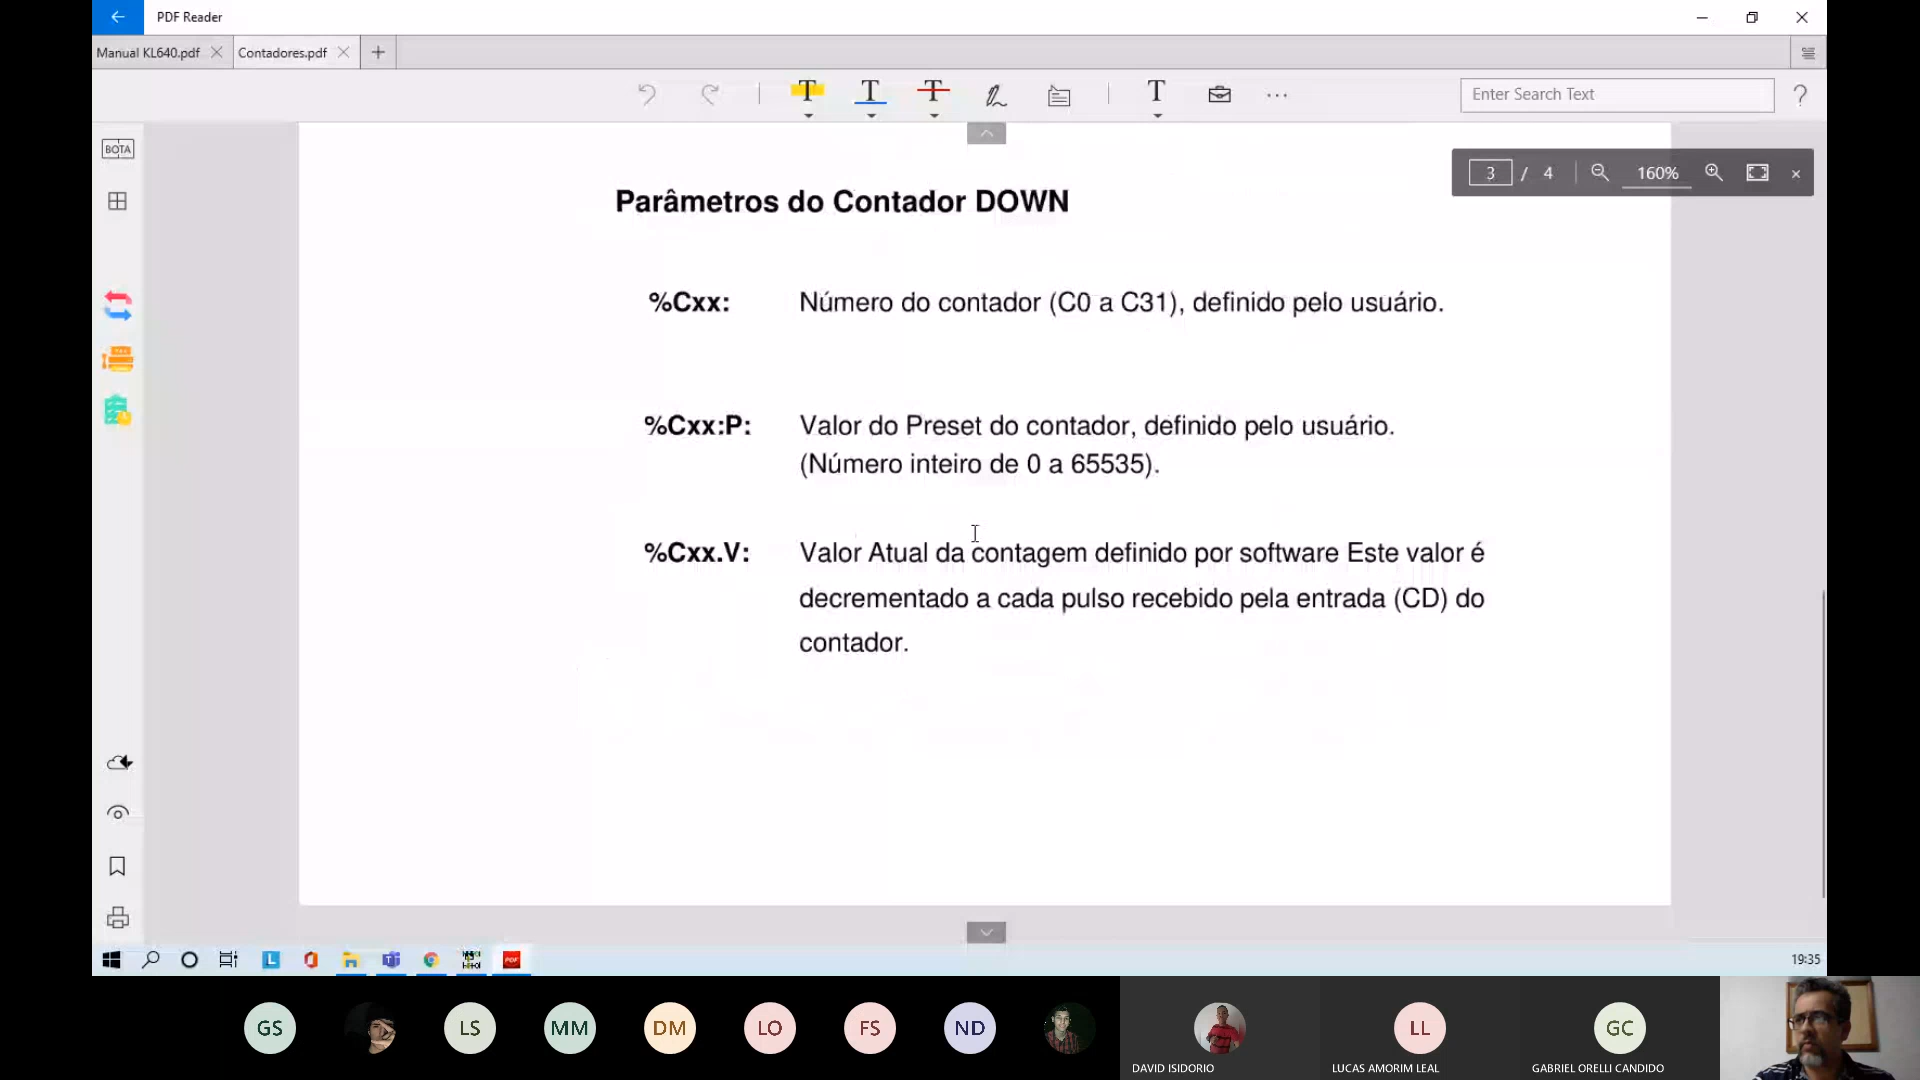 PDF Reader
Manual KL640.pdf
Contadores.pdf
T T T T
Enter Search Text
?
BOTA
3 / 4 160%
Parâmetros do Contador DOWN
%Cxx: Número do contador (C0 a C31), definido pelo usuário.
%Cxx:P: Valor do Preset do contador, definido pelo usuário.
(Número inteiro de 0 a 65535).
%Cxx.V: Valor Atual da contagem definido por software Este valor é
decrementado a cada pulso recebido pela entrada (CD) do
contador.
L
PDF
19:35
GS LS MM DM LO FS ND LL GC
DAVID ISIDORIO LUCAS AMORIM LEAL GABRIEL ORELLI CANDIDO